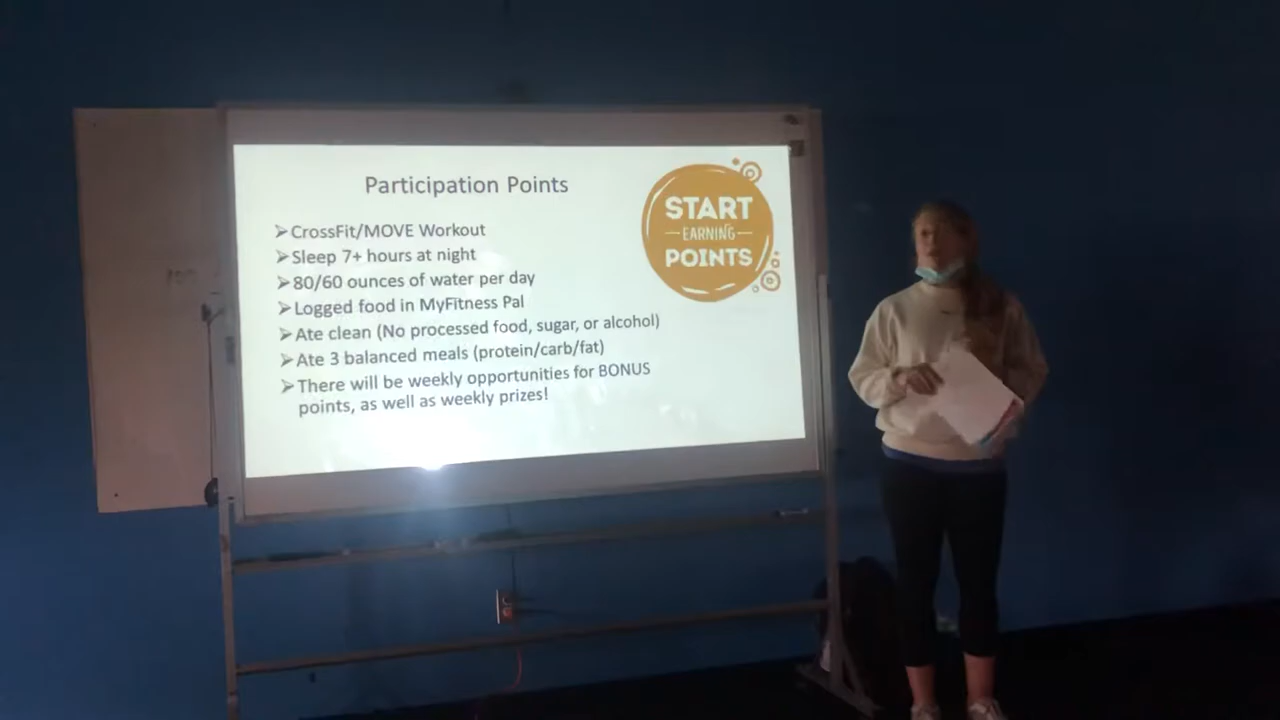 Participation Points
START
EARNING
POINTS
➢CrossFit/MOVE Workout
➢Sleep 7+ hours at night
➢80/60 ounces of water per day
➢Logged food in MyFitness Pal
➢Ate clean (No processed food, sugar, or alcohol)
➢Ate 3 balanced meals (protein/carb/fat)
➢There will be weekly opportunities for BONUS
points, as well as weekly prizes!